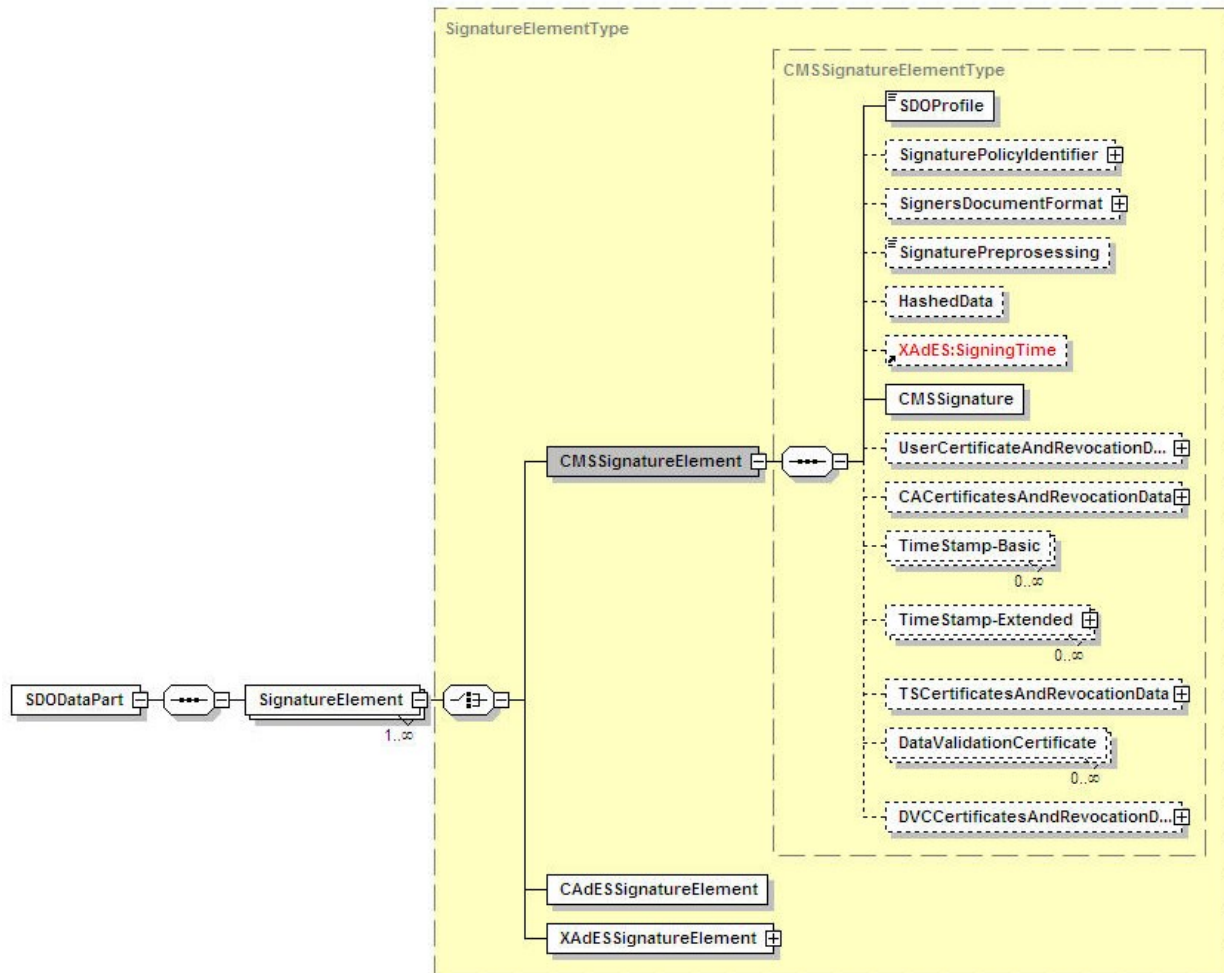 SignatureElementType
CMSSignatureElementType
SDOProfile
SignaturePolicyIdentifier
SignersDocumentFormat
SignaturePreprosessing
HashedData
XAdES:SigningTime
CMSSignature
CMSSignatureElement
UserCertificateAndRevocationD...
CACertificatesAndRevocationData
TimeStamp-Basic
0..∞
TimeStamp-Extended
0..∞
SDODataPart
SignatureElement
1..∞
TSCertificatesAndRevocationData
DataValidationCertificate
0..∞
DVCCertificatesAndRevocationD...
CAdESSignatureElement
XAdESSignatureElement